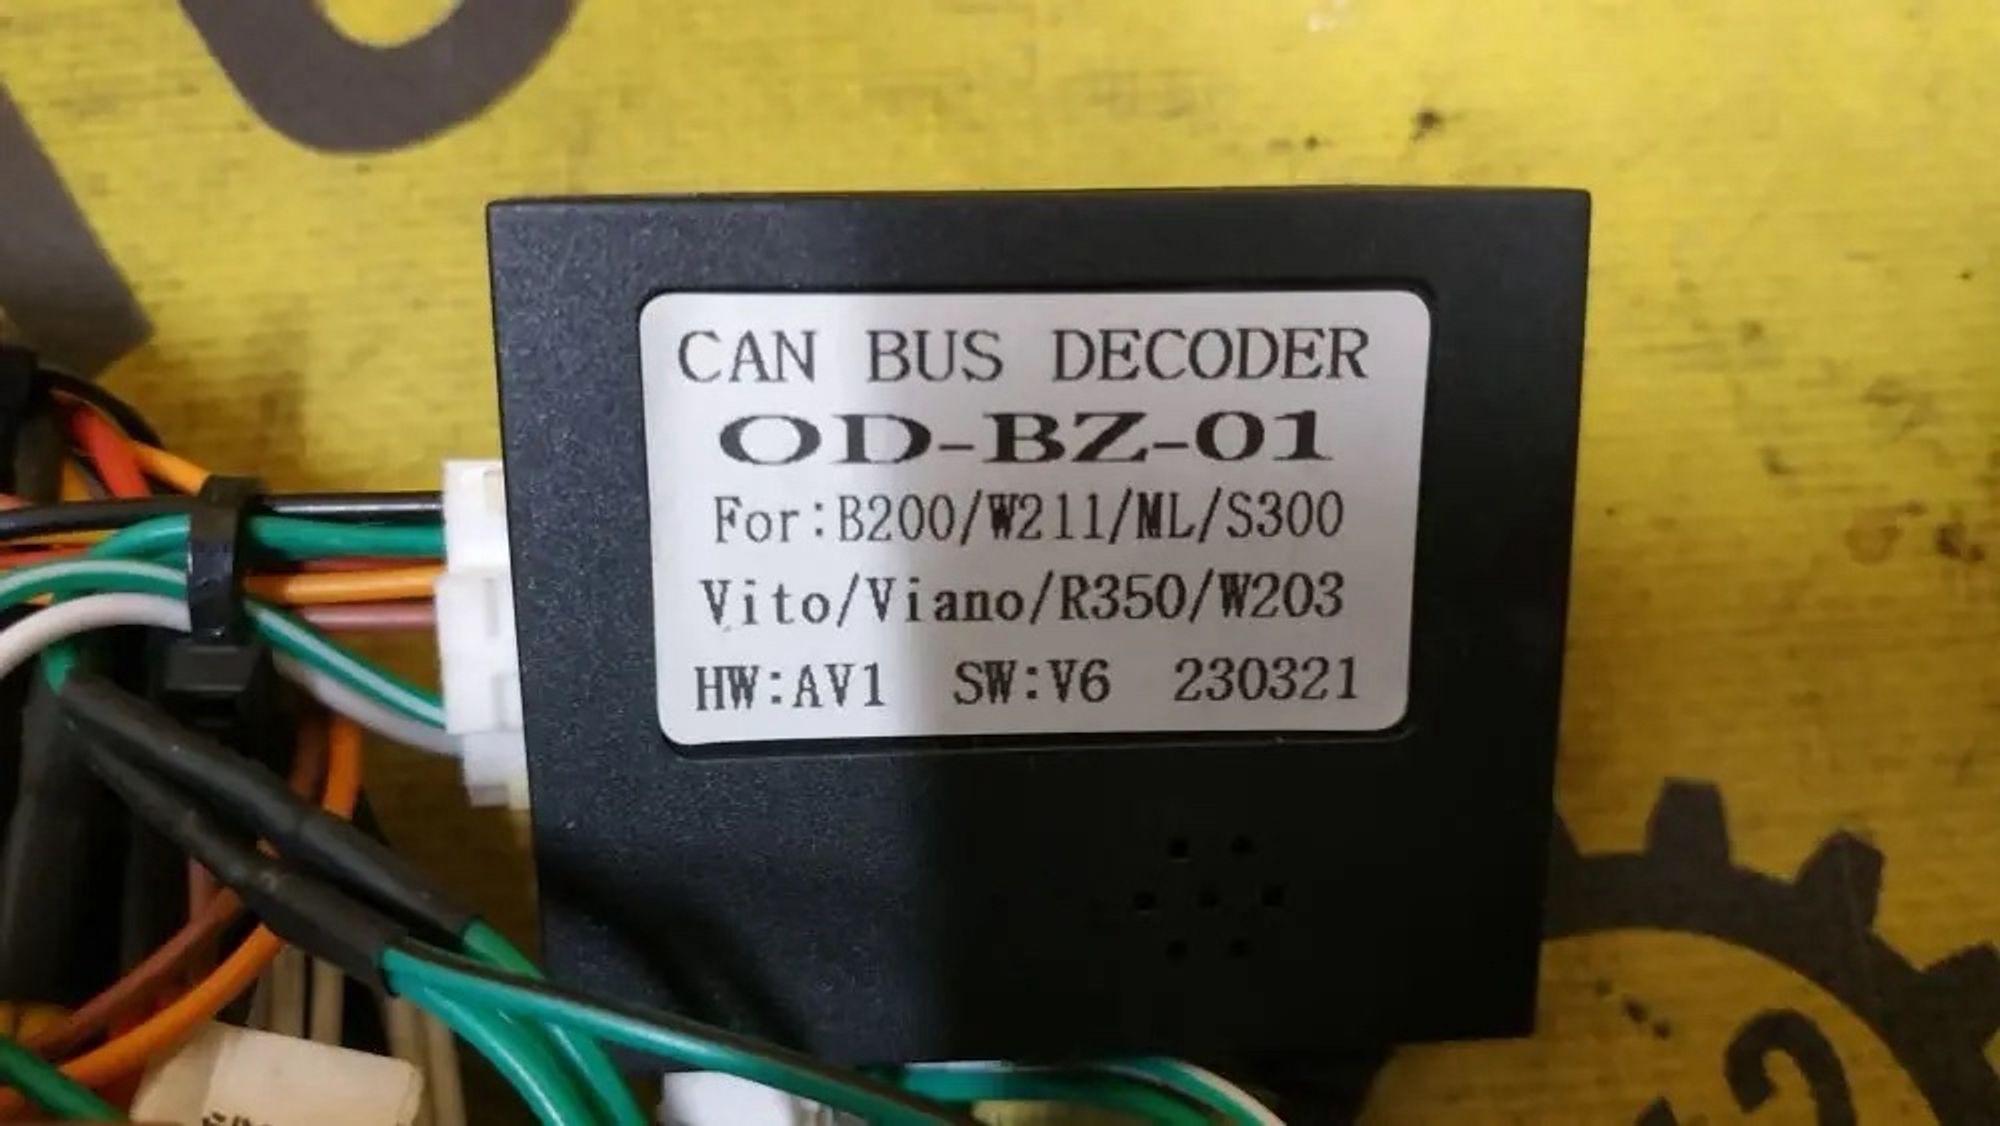 CAN BUS DECODER
OD-BZ-01
For:B200/W211/ML/S300
Vito/Viano/R350/W203
HW:AV1 SW:V6 230321